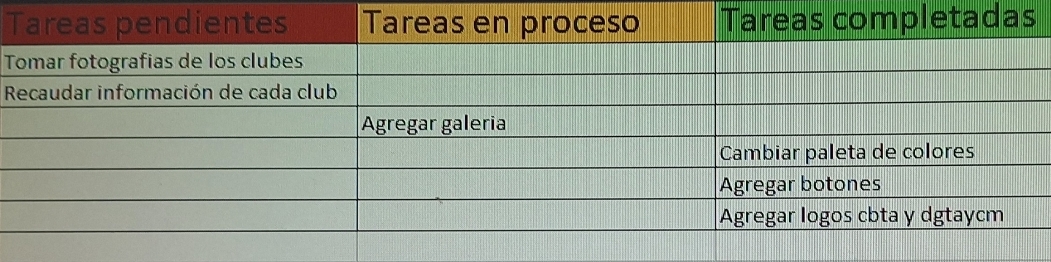 Tareas pendientes Tareas en proceso Tareas completadas
Tomar fotografias de los clubes
Recaudar información de cada club
Agregar galeria
Cambiar paleta de colores
Agregar botones
Agregar logos cbta y dgtaycm